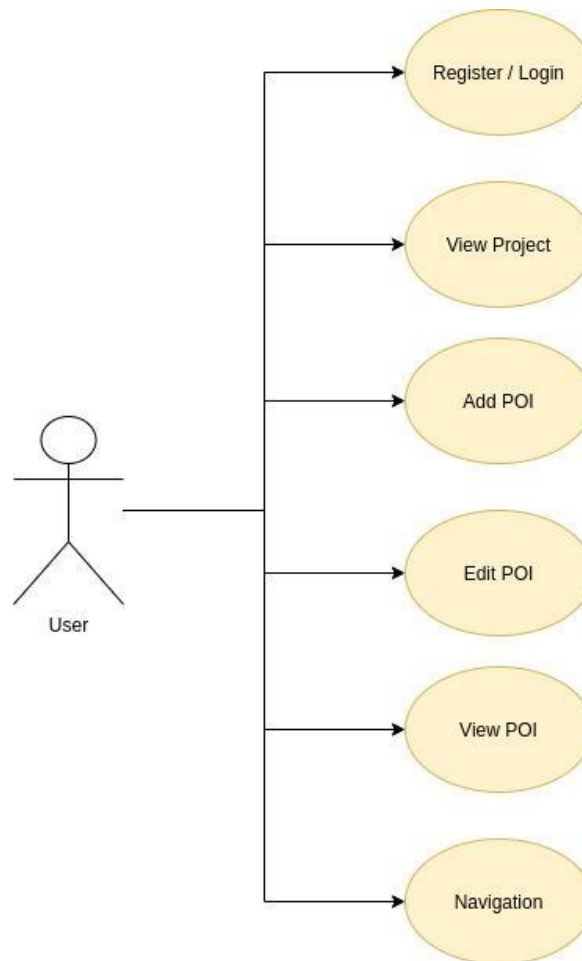 Register / Login
View Project
Add POI
Edit POI
User
View POI
Navigation